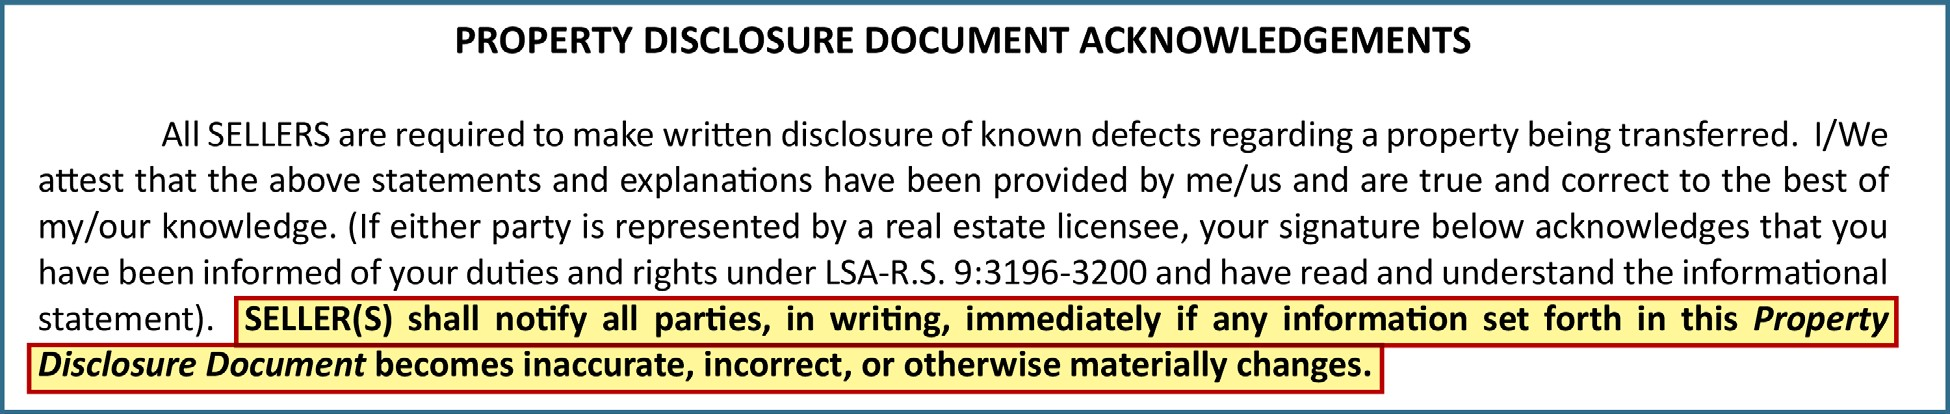 PROPERTY DISCLOSURE DOCUMENT ACKNOWLEDGEMENTS
All SELLERS are required to make written disclosure of known defects regarding a property being transferred. I/We
attest that the above statements and explanations have been provided by me/us and are true and correct to the best of
my/our knowledge. (If either party is represented by a real estate licensee, your signature below acknowledges that you
have been informed of your duties and rights under LSA-R.S. 9:3196-3200 and have read and understand the informational
statement). SELLER(S) shall notify all parties, in writing, immediately if any information set forth in this Property
Disclosure Document becomes inaccurate, incorrect, or otherwise materially changes.